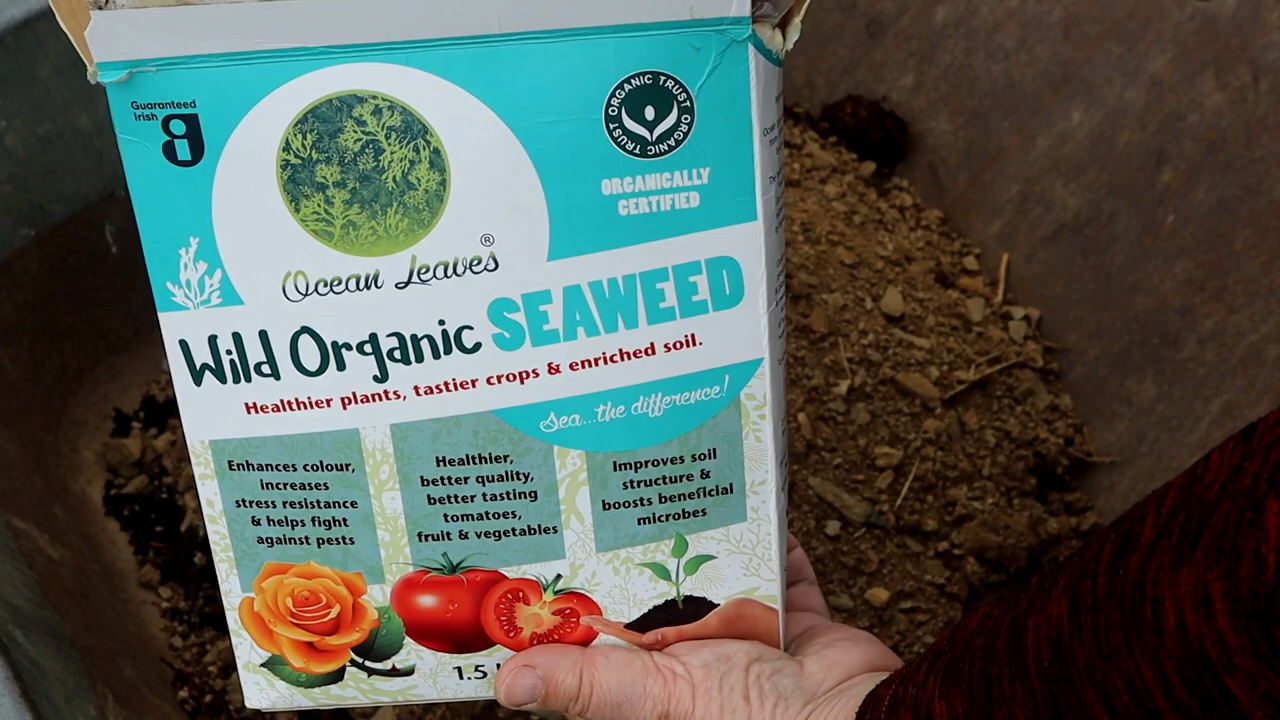 Guaranteed
Irish
ORGANIC TRUST
ORGANIC TRUST
ORGANICALLY
CERTIFIED
Ocean Leaves®
Wild Organic SEAWEED
Healthier plants, tastier crops & enriched soil.
Sea...the difference!
Enhances colour,
increases
stress resistance
& helps fight
against pests
Healthier,
better quality,
better tasting
tomatoes,
fruit & vegetables
Improves soil
structure &
boosts beneficial
microbes
1.5